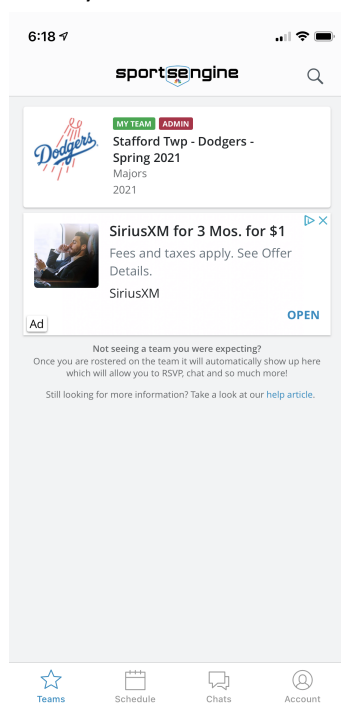 6:18
sportsengine
Dodgers
MY TEAM ADMIN
Stafford Twp - Dodgers -
Spring 2021
Majors
2021
SiriusXM for 3 Mos. for $1
Fees and taxes apply. See Offer
Details.
SiriusXM
OPEN
Ad
Not seeing a team you were expecting?
Once you are rostered on the team it will automatically show up here
which will allow you to RSVP, chat and so much more!
Still looking for more information? Take a look at our help article.
Teams Schedule Chats Account